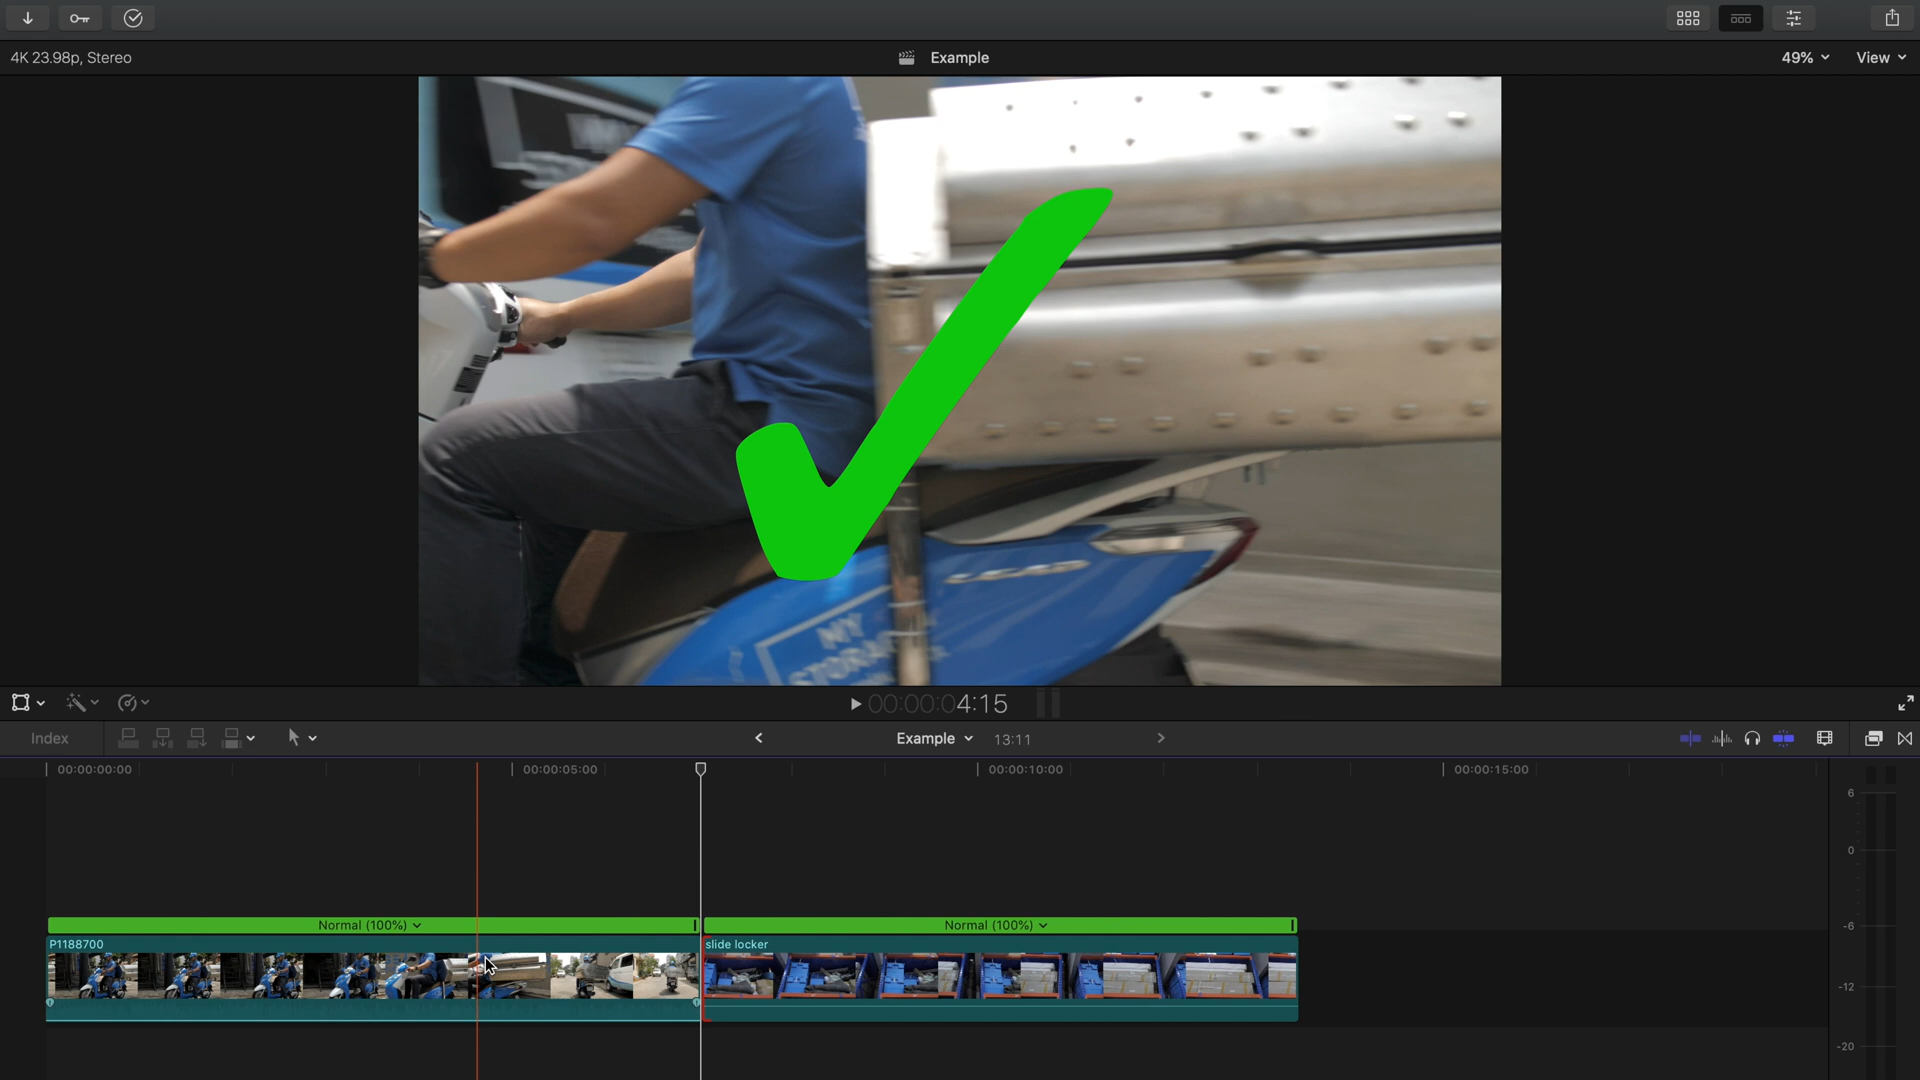 4K 23.98p, Stereo
Example
49%
View
MY
STORAGE
00:00:04:15
Index
Example
13:11
00:00:00:00
00:00:05:00
00:00:10:00
00:00:15:00
6
0
-6
-12
-20
Normal (100%)
Normal (100%)
P1188700
slide locker